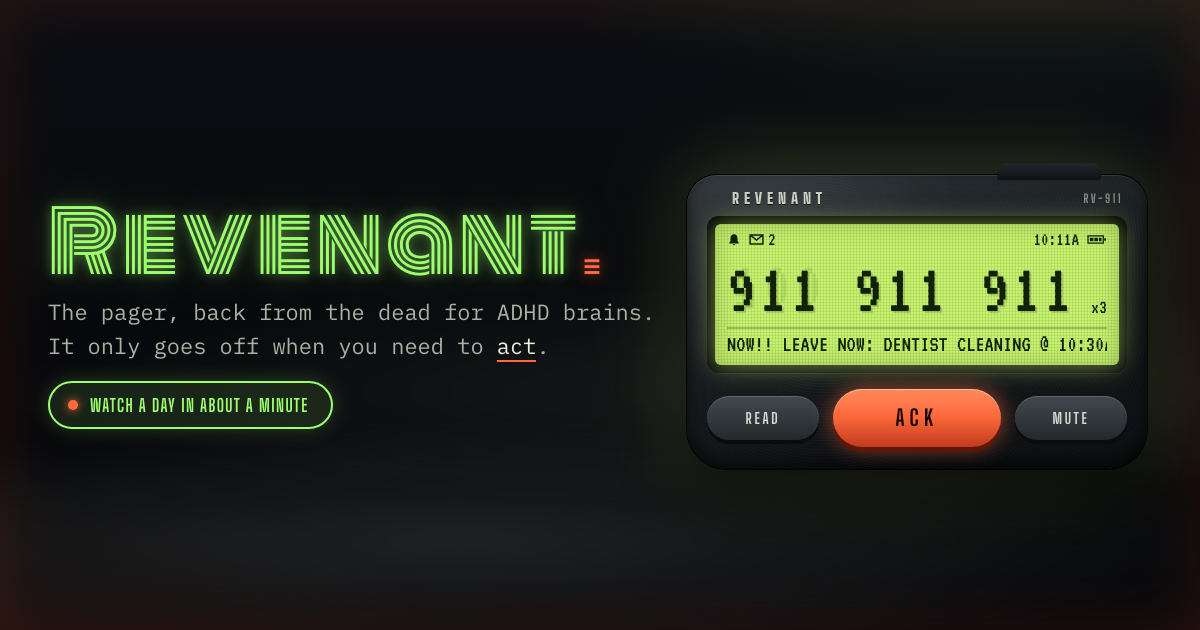 REVENANT.
The pager, back from the dead for ADHD brains.
It only goes off when you need to act.
WATCH A DAY IN ABOUT A MINUTE
REVENANT
RV-911
2
10:11A
911 911 911 x3
NOW!! LEAVE NOW: DENTIST CLEANING @ 10:30
READ
ACK
MUTE